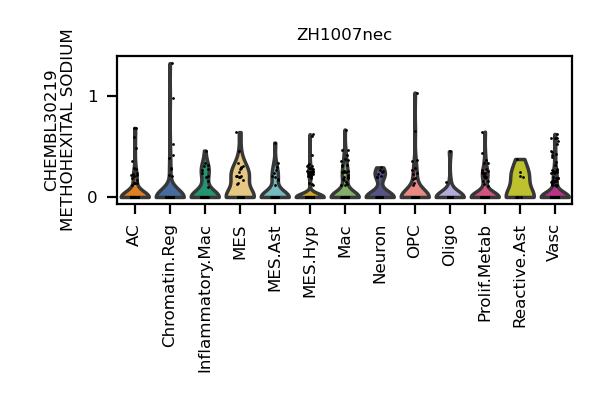 ZH1007nec
CHEMBL30219
METHOHEXITAL SODIUM
1
0
AC
Chromatin.Reg
Inflammatory.Mac
MES
MES.Ast
MES.Hyp
Mac
Neuron
OPC
Oligo
Prolif.Metab
Reactive.Ast
Vasc